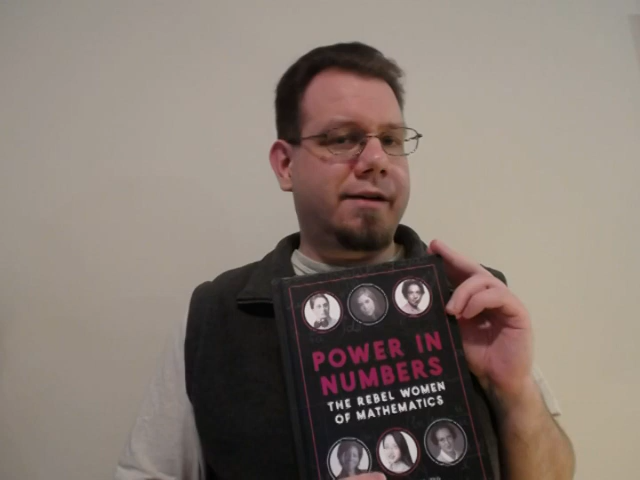 POWER IN
NUMBERS
THE REBEL WOMEN
OF MATHEMATICS